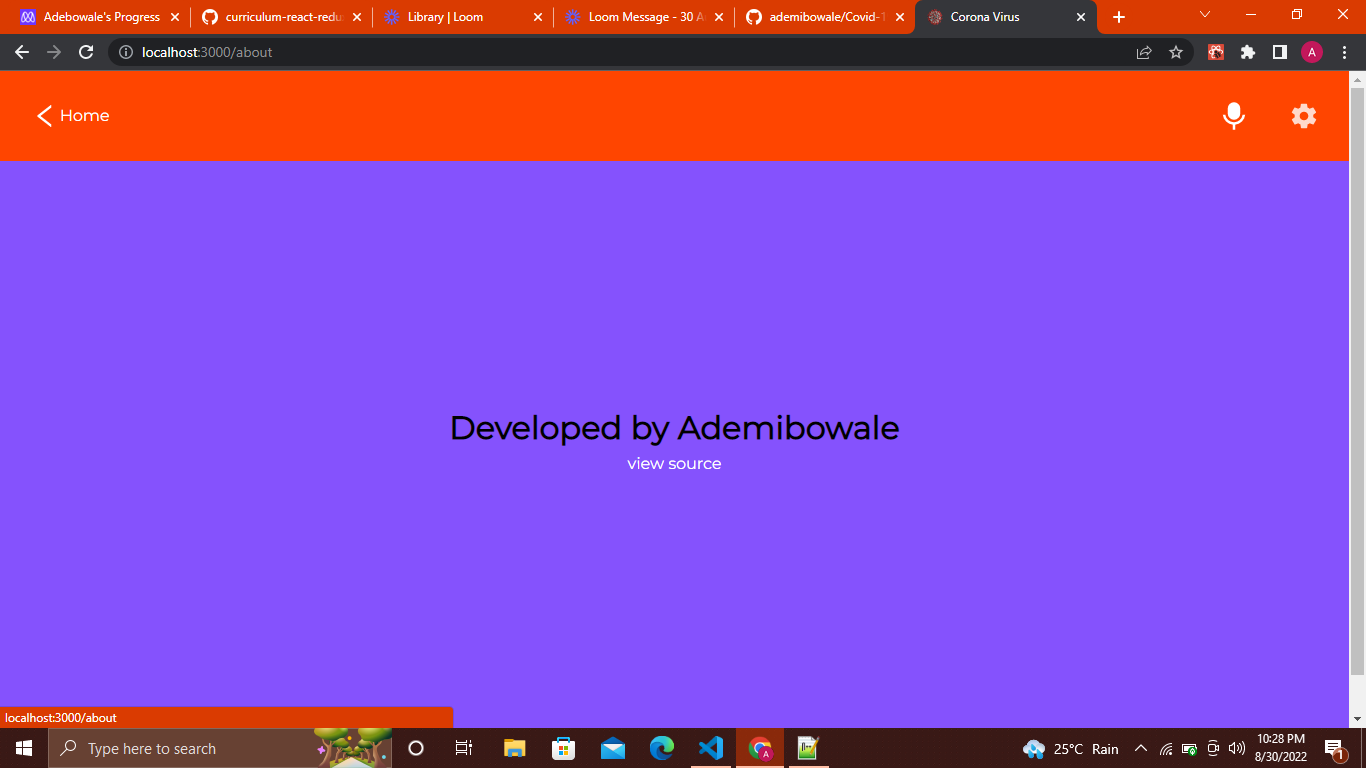 Adebowale's Progress
curriculum-react-redu
Library | Loom
Loom Message - 30 A
ademibowale/Covid-1
Corona Virus
localhost:3000/about
A
Home
Developed by Ademibowale
view source
localhost:3000/about
Type here to search
A
25°C Rain
10:28 PM
8/30/2022
1